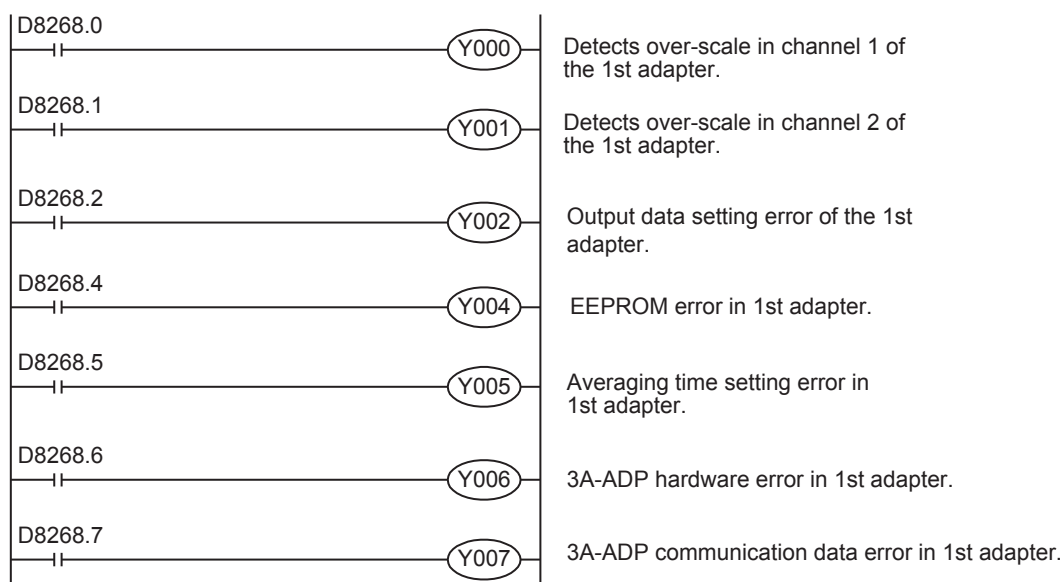 D8268.0
Y000
Detects over-scale in channel 1 of
the 1st adapter.
D8268.1
Y001
Detects over-scale in channel 2 of
the 1st adapter.
D8268.2
Y002
Output data setting error of the 1st
adapter.
D8268.4
Y004
EEPROM error in 1st adapter.
D8268.5
Y005
Averaging time setting error in
1st adapter.
D8268.6
Y006
3A-ADP hardware error in 1st adapter.
D8268.7
Y007
3A-ADP communication data error in 1st adapter.